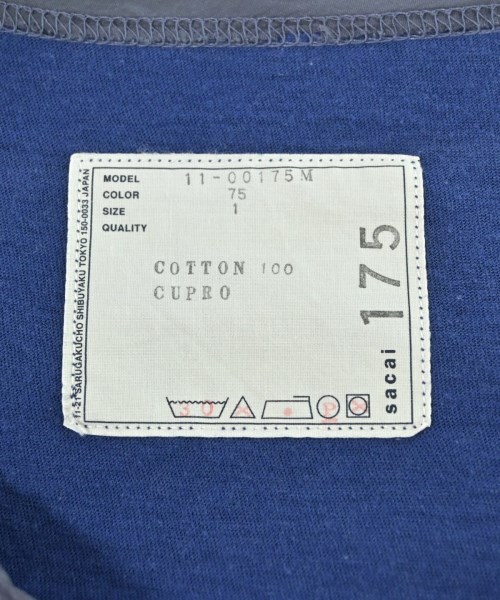 MODEL 11-00175M
COLOR 75
SIZE 1
QUALITY
COTTON 100
CUPRO
30 P
175
sacai
11-21 SARUGAKUCHO SHIBUYAKU TOKYO 150-0033 JAPAN